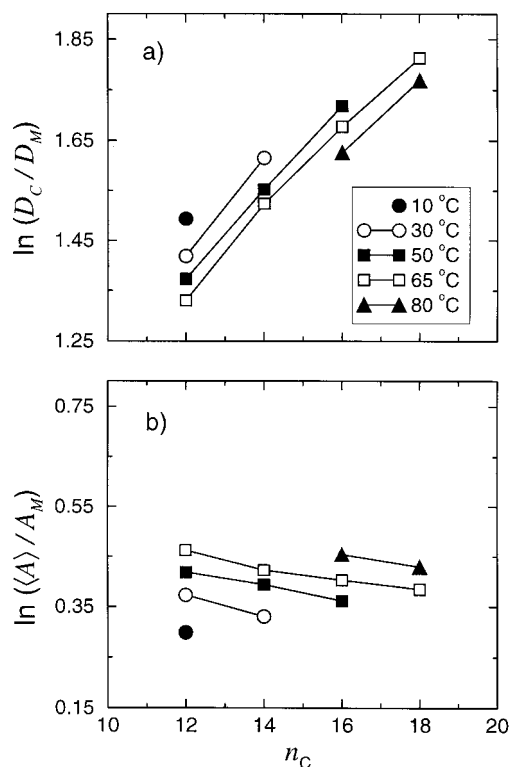 a)
ln (D_C / D_M)
1.85
1.65
1.45
1.25
10 °C
30 °C
50 °C
65 °C
80 °C
b)
ln (⟨A⟩ / A_M)
0.75
0.55
0.35
0.15
10 12 14 16 18 20
n_C